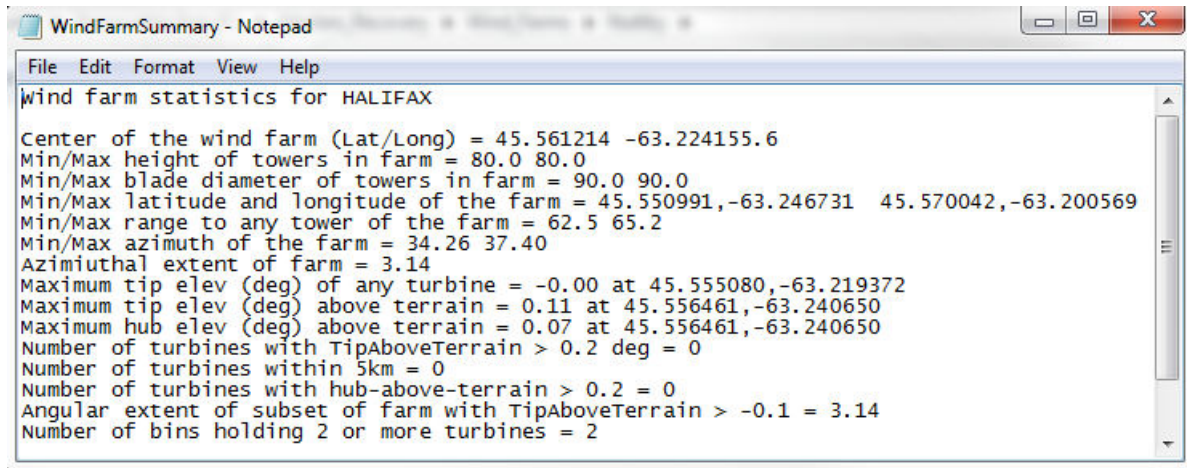 WindFarmSummary - Notepad
File Edit Format View Help
Wind farm statistics for HALIFAX
Center of the wind farm (Lat/Long) = 45.561214 -63.224155.6
Min/Max height of towers in farm = 80.0 80.0
Min/Max blade diameter of towers in farm = 90.0 90.0
Min/Max latitude and longitude of the farm = 45.550991,-63.246731  45.570042,-63.200569
Min/Max range to any tower of the farm = 62.5 65.2
Min/Max azimuth of the farm = 34.26 37.40
Azimiuthal extent of farm = 3.14
Maximum tip elev (deg) of any turbine = -0.00 at 45.555080,-63.219372
Maximum tip elev (deg) above terrain = 0.11 at 45.556461,-63.240650
Maximum hub elev (deg) above terrain = 0.07 at 45.556461,-63.240650
Number of turbines with TipAboveTerrain > 0.2 deg = 0
Number of turbines within 5km = 0
Number of turbines with hub-above-terrain > 0.2 = 0
Angular extent of subset of farm with TipAboveTerrain > -0.1 = 3.14
Number of bins holding 2 or more turbines = 2